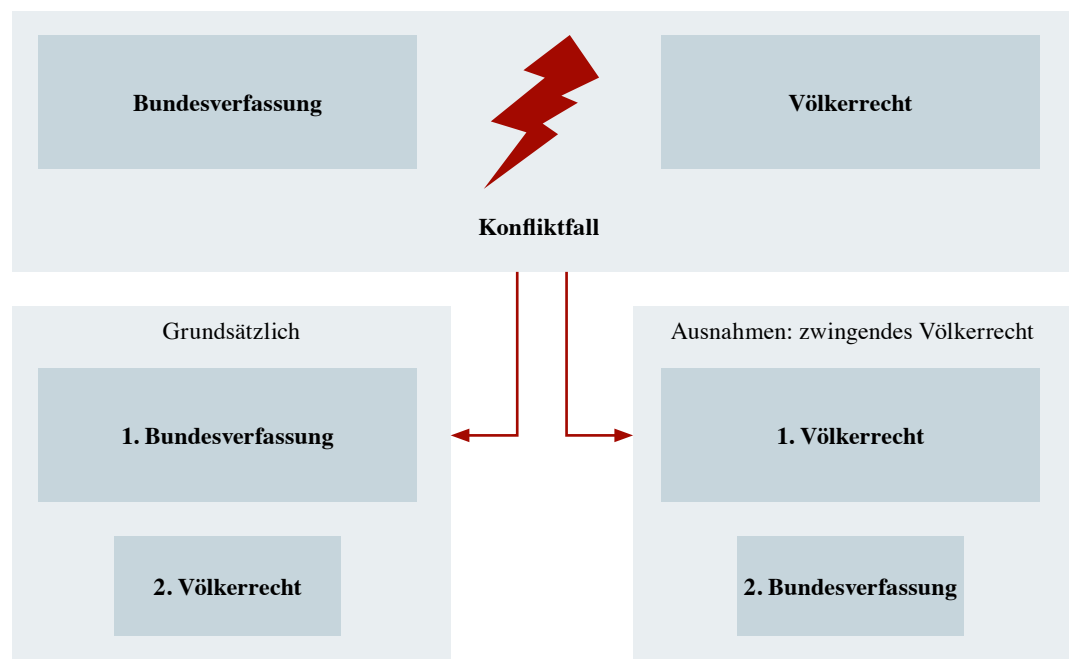 Bundesverfassung
Völkerrecht
Konfliktfall
Grundsätzlich
1. Bundesverfassung
2. Völkerrecht
Ausnahmen: zwingendes Völkerrecht
1. Völkerrecht
2. Bundesverfassung